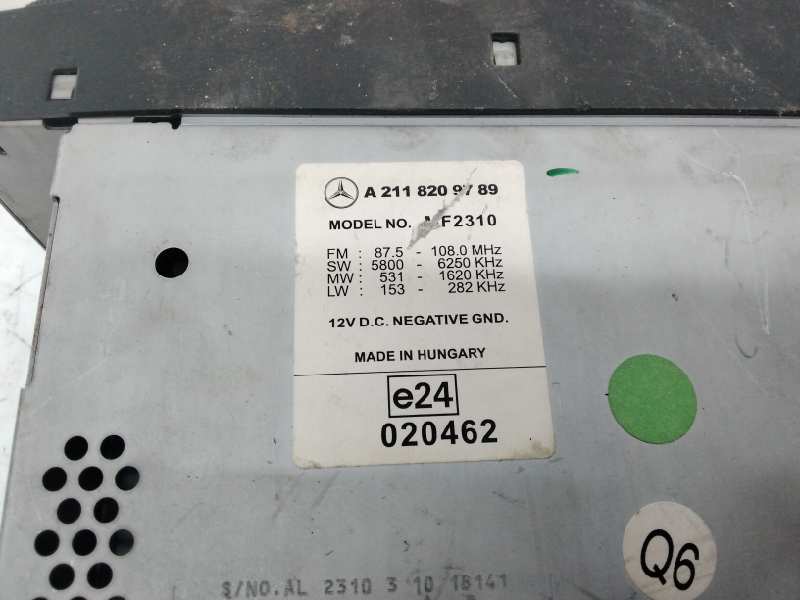 A 211 820 97 89
MODEL NO. MF2310
FM : 87.5 - 108.0 MHz
SW : 5800 - 6250 KHz
MW : 531 - 1620 KHz
LW : 153 - 282 KHz
12V D.C. NEGATIVE GND.
MADE IN HUNGARY
e24
020462
Q6
S/NO.AL 2310 3 10 18141